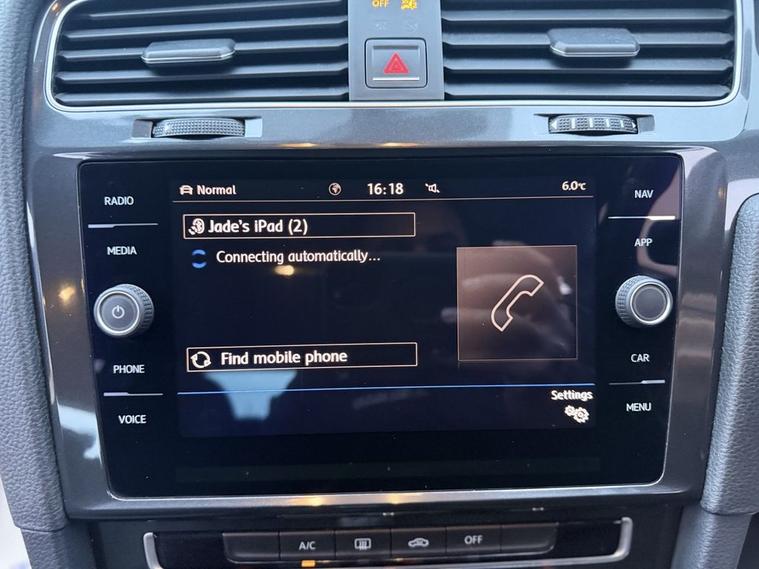 OFF
RADIO
MEDIA
PHONE
VOICE
Normal
16:18
6.0°C
Jade's iPad (2)
Connecting automatically...
Find mobile phone
Settings
NAV
APP
CAR
MENU
A/C
OFF